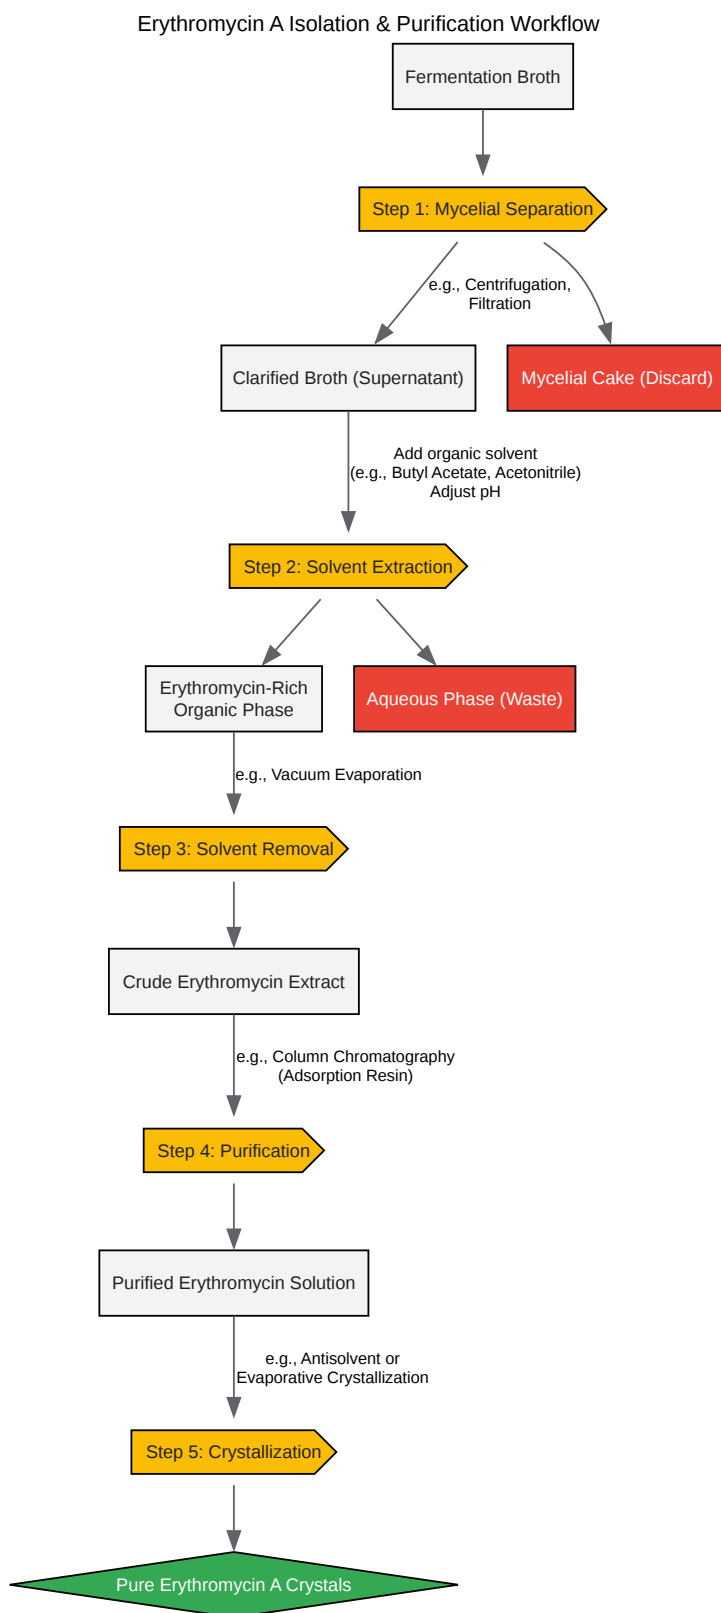 Erythromycin A Isolation & Purification Workflow
Fermentation Broth
Step 1: Mycelial Separation
e.g., Centrifugation,
Filtration
Clarified Broth (Supernatant)
Mycelial Cake (Discard)
Add organic solvent
(e.g., Butyl Acetate, Acetonitrile)
Adjust pH
Step 2: Solvent Extraction
Erythromycin-Rich
Organic Phase
Aqueous Phase (Waste)
e.g., Vacuum Evaporation
Step 3: Solvent Removal
Crude Erythromycin Extract
e.g., Column Chromatography
(Adsorption Resin)
Step 4: Purification
Purified Erythromycin Solution
e.g., Antisolvent or
Evaporative Crystallization
Step 5: Crystallization
Pure Erythromycin A Crystals